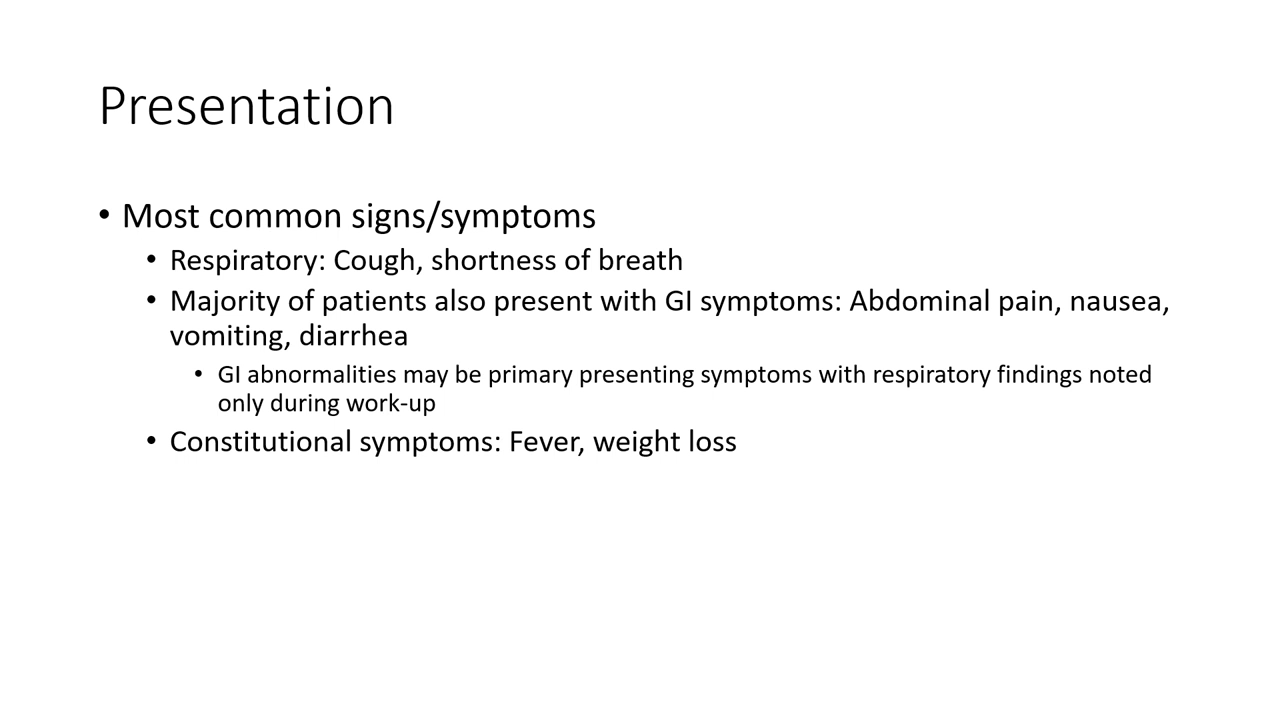 Presentation
• Most common signs/symptoms
• Respiratory: Cough, shortness of breath
• Majority of patients also present with GI symptoms: Abdominal pain, nausea,
vomiting, diarrhea
• GI abnormalities may be primary presenting symptoms with respiratory findings noted
only during work-up
• Constitutional symptoms: Fever, weight loss